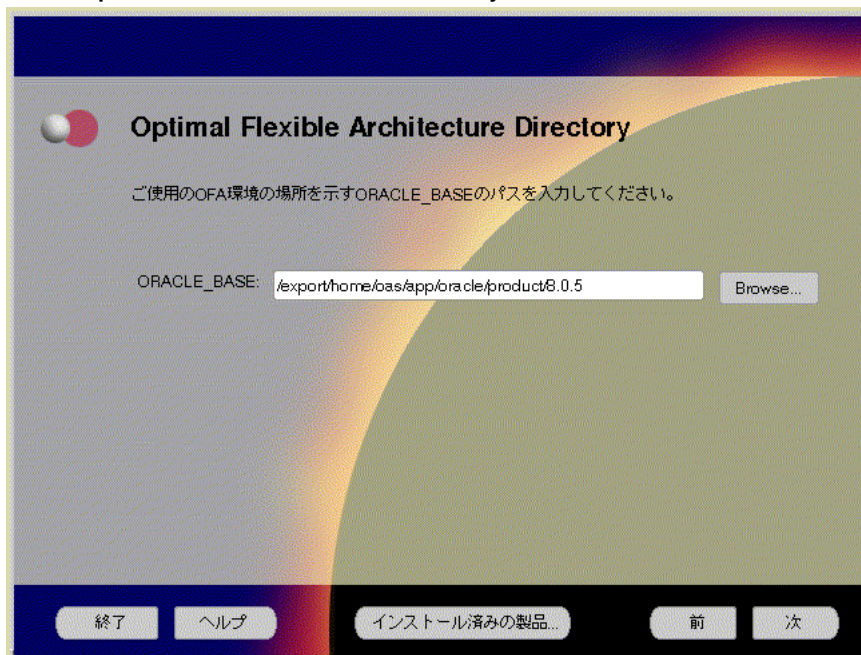 Optimal Flexible Architecture Directory
ご使用のOFA環境の場所を示すORACLE_BASEのパスを入力してください。
ORACLE_BASE: /export/home/oas/app/oracle/product/8.0.5 Browse...
終了 ヘルプ インストール済みの製品... 前 次